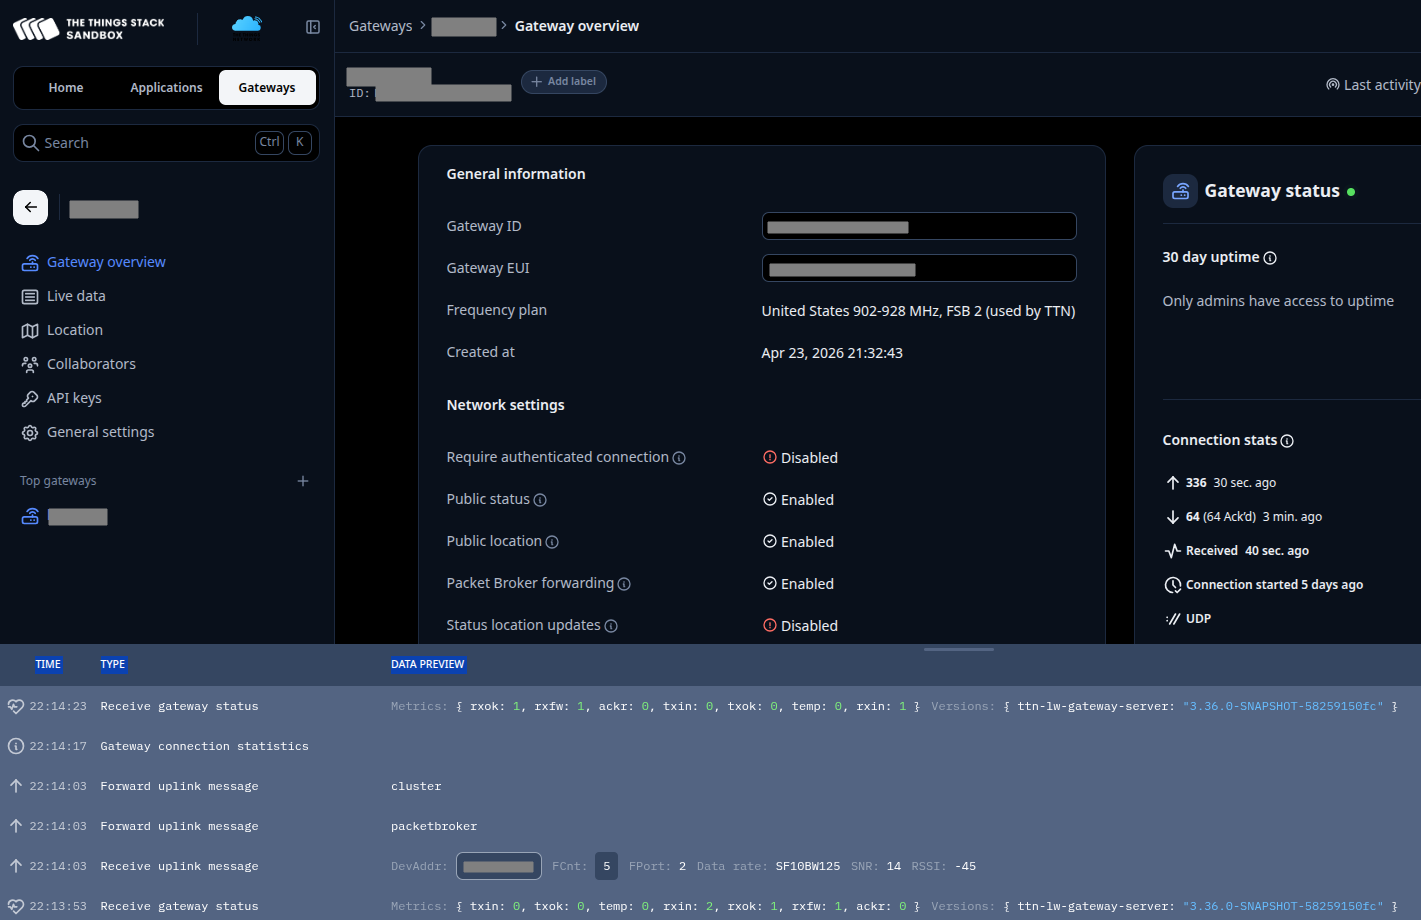 THE THINGS STACK
SANDBOX
Home Applications Gateways
Search Ctrl K
Gateway overview
Live data
Location
Collaborators
API keys
General settings
Top gateways
Gateways > > Gateway overview
ID:
Add label
Last activity
General information
Gateway ID
Gateway EUI
Frequency plan United States 902-928 MHz, FSB 2 (used by TTN)
Created at Apr 23, 2026 21:32:43
Network settings
Require authenticated connection Disabled
Public status Enabled
Public location Enabled
Packet Broker forwarding Enabled
Status location updates Disabled
Gateway status
30 day uptime
Only admins have access to uptime
Connection stats
336 30 sec. ago
64 (64 Ack'd) 3 min. ago
Received 40 sec. ago
Connection started 5 days ago
UDP
TIME TYPE DATA PREVIEW
22:14:23 Receive gateway status Metrics: { rxok: 1, rxfw: 1, ackr: 0, txin: 0, txok: 0, temp: 0, rxin: 1 } Versions: { ttn-lw-gateway-server: "3.36.0-SNAPSHOT-58259150fc" }
22:14:17 Gateway connection statistics
22:14:03 Forward uplink message cluster
22:14:03 Forward uplink message packetbroker
22:14:03 Receive uplink message DevAddr: FCnt: 5 FPort: 2 Data rate: SF10BW125 SNR: 14 RSSI: -45
22:13:53 Receive gateway status Metrics: { txin: 0, txok: 0, temp: 0, rxin: 2, rxok: 1, rxfw: 1, ackr: 0 } Versions: { ttn-lw-gateway-server: "3.36.0-SNAPSHOT-58259150fc" }